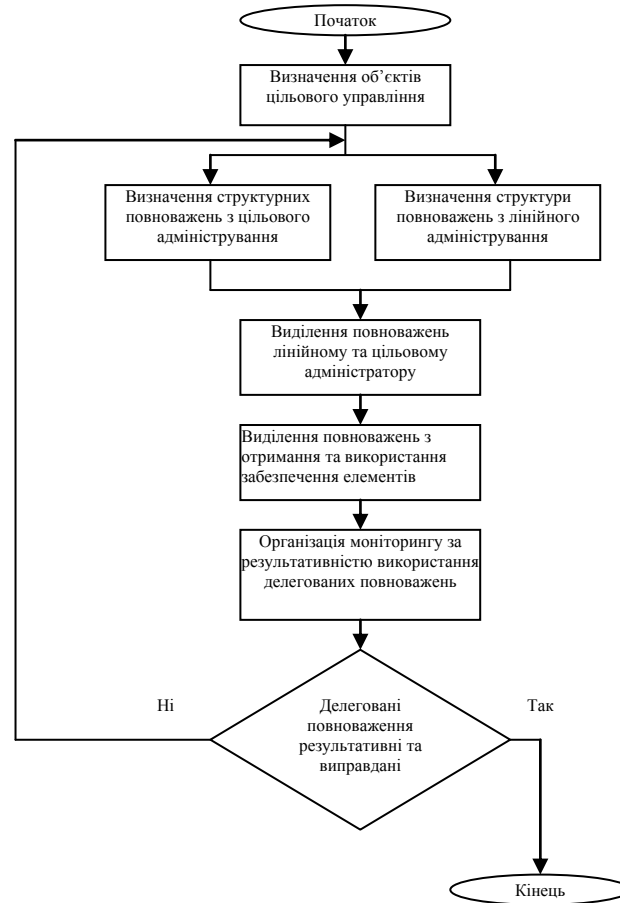 Початок
Визначення об’єктів
цільового управління
Визначення структурних
повноважень з цільового
адміністрування
Визначення структури
повноважень з лінійного
адміністрування
Виділення повноважень
лінійному та цільовому
адміністратору
Виділення повноважень з
отримання та використання
забезпечення елементів
Організація моніторингу за
результативністю використання
делегованих повноважень
Ні
Делеговані
повноваження
результативні та
виправдані
Так
Кінець